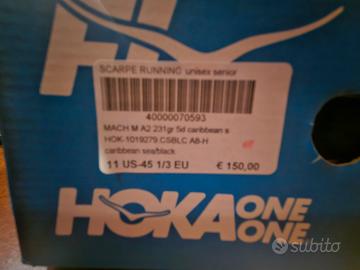 SCARPE RUNNING unisex senior
40000070593
MACH M A2 231gr 5d caribbean s
HOK-1019279.CSBLC A8-H
caribbean sea/black
11 US-45 1/3 EU € 150,00
HOKA ONE ONE
subito